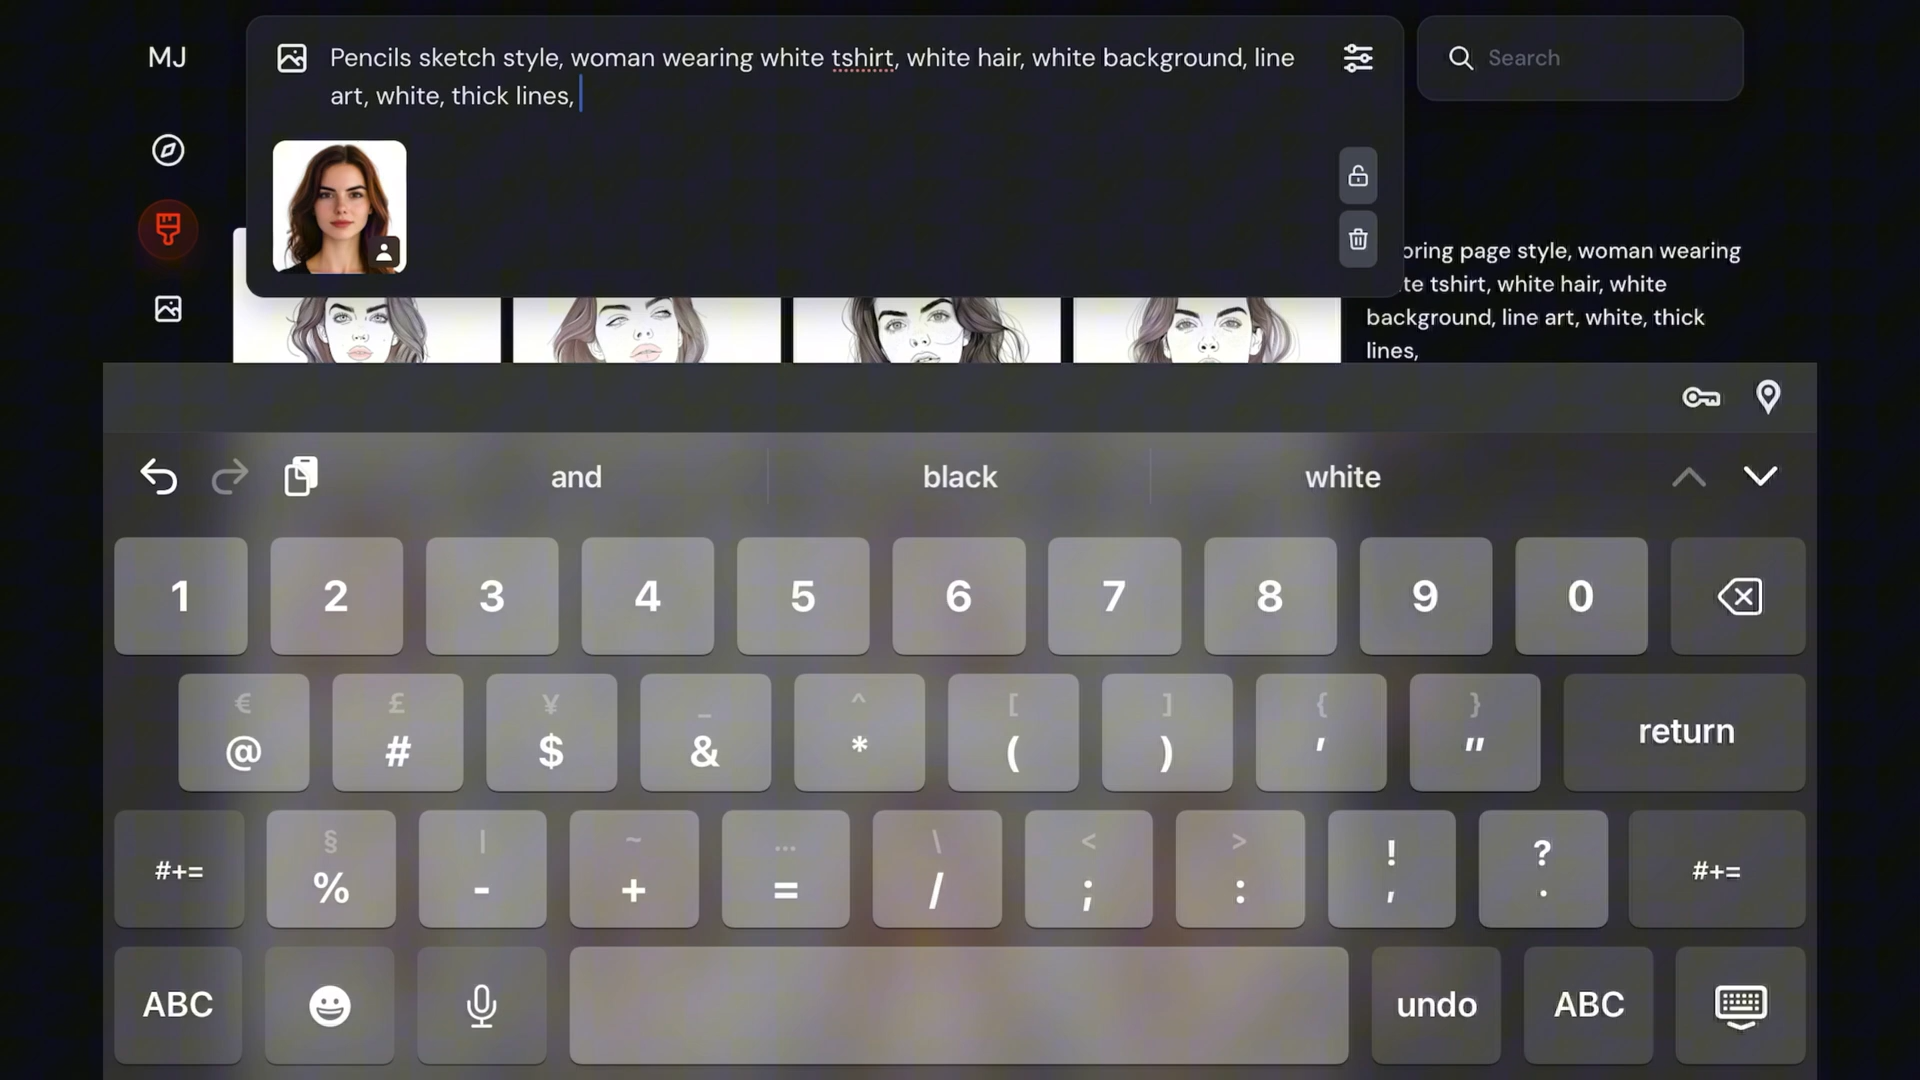 MJ
Pencils sketch style, woman wearing white tshirt, white hair, white background, line
art, white, thick lines,
Search
oring page style, woman wearing
te tshirt, white hair, white
background, line art, white, thick
lines,
and black white
1 2 3 4 5 6 7 8 9 0
€ £ ¥ _ ^ [ ] { }
@ # $ & * ( ) ' " return
§ | ~ … \ < > ! ?
#+= % - + = / ; : , . #+=
ABC undo ABC